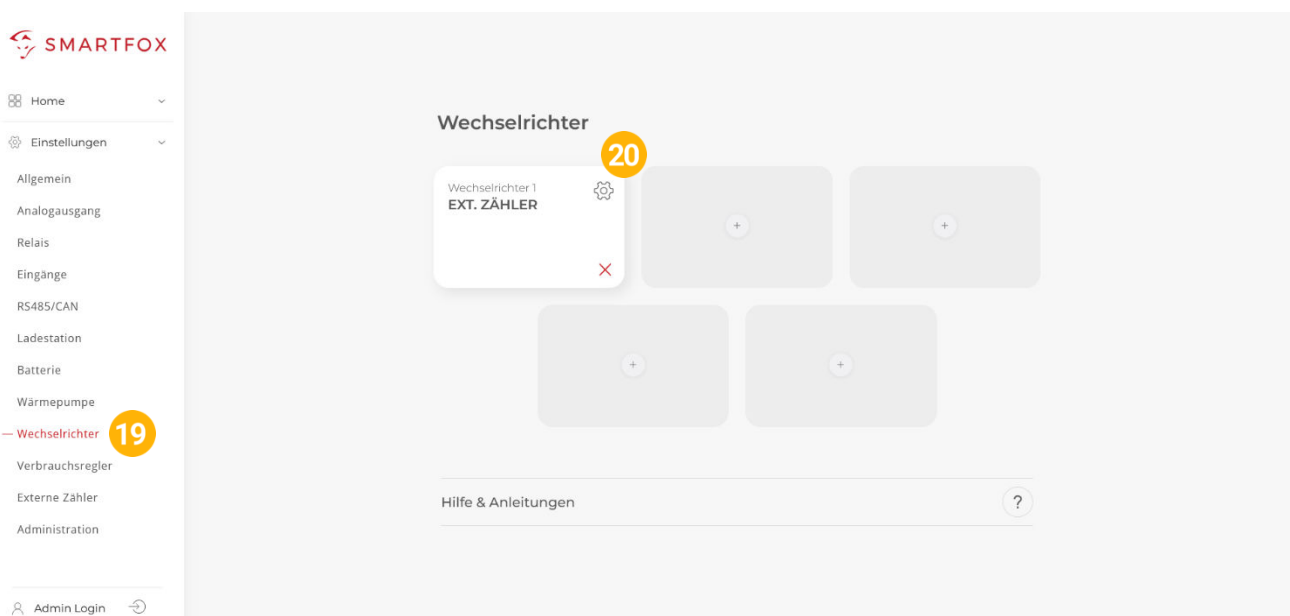 SMARTFOX
Home
Einstellungen
Allgemein
Analogausgang
Relais
Eingänge
RS485/CAN
Ladestation
Batterie
Wärmepumpe
Wechselrichter
19
Verbrauchsregler
Externe Zähler
Administration
Admin Login
Wechselrichter
20
Wechselrichter 1
EXT. ZÄHLER
+
+
+
+
Hilfe & Anleitungen
?